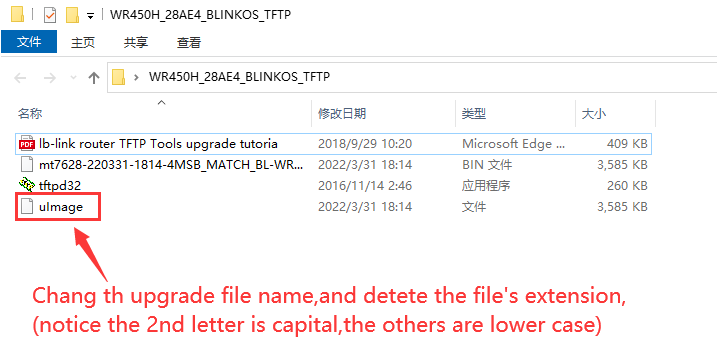 WR450H_28AE4_BLINKOS_TFTP
文件 主页 共享 查看
WR450H_28AE4_BLINKOS_TFTP
名称 修改日期 类型 大小
lb-link router TFTP Tools upgrade tutoria 2018/9/29 10:20 Microsoft Edge ... 409 KB
mt7628-220331-1814-4MSB_MATCH_BL-WR... 2022/3/31 18:14 BIN 文件 3,585 KB
tftpd32 2016/11/14 2:46 应用程序 260 KB
uImage 2022/3/31 18:14 文件 3,585 KB
Chang th upgrade file name,and detete the file's extension,
(notice the 2nd letter is capital,the others are lower case)